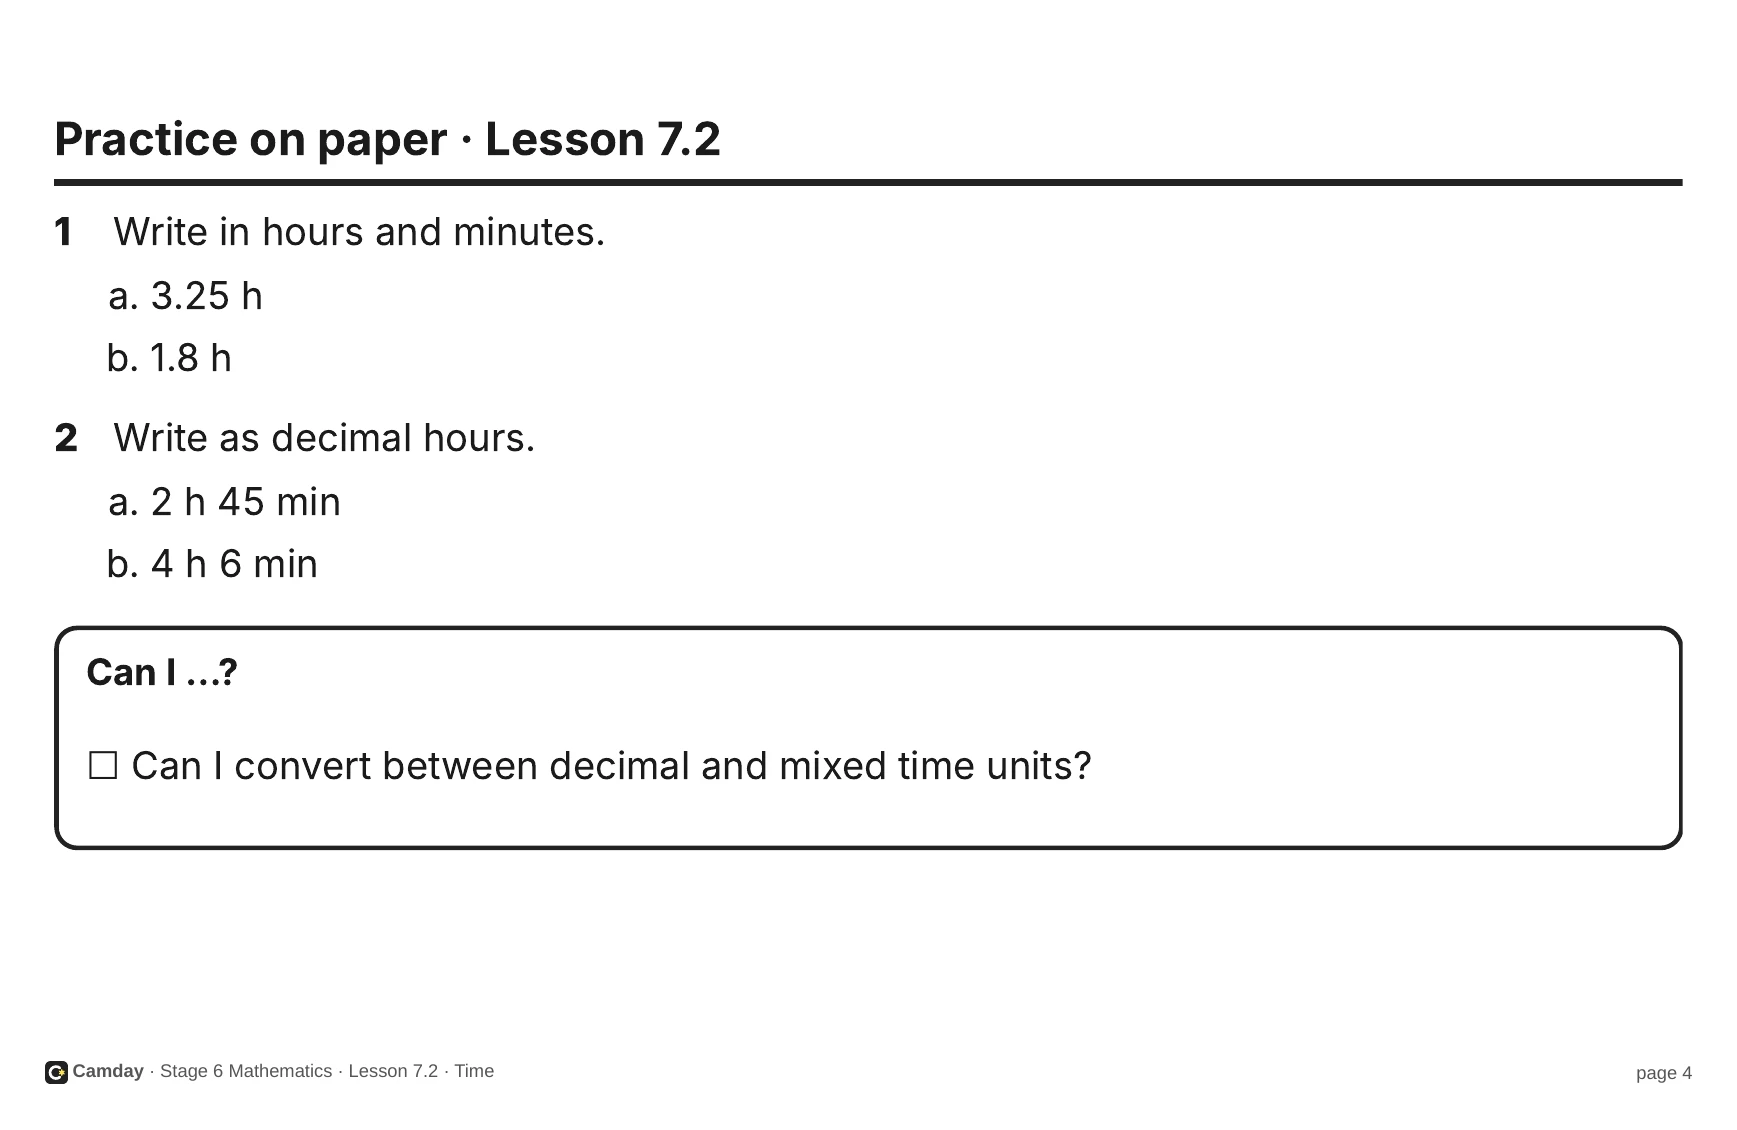 Practice on paper · Lesson 7.2
1 Write in hours and minutes.
a. 3.25 h
b. 1.8 h
2 Write as decimal hours.
a. 2 h 45 min
b. 4 h 6 min
Can I …?
☐ Can I convert between decimal and mixed time units?
Camday · Stage 6 Mathematics · Lesson 7.2 · Time
page 4